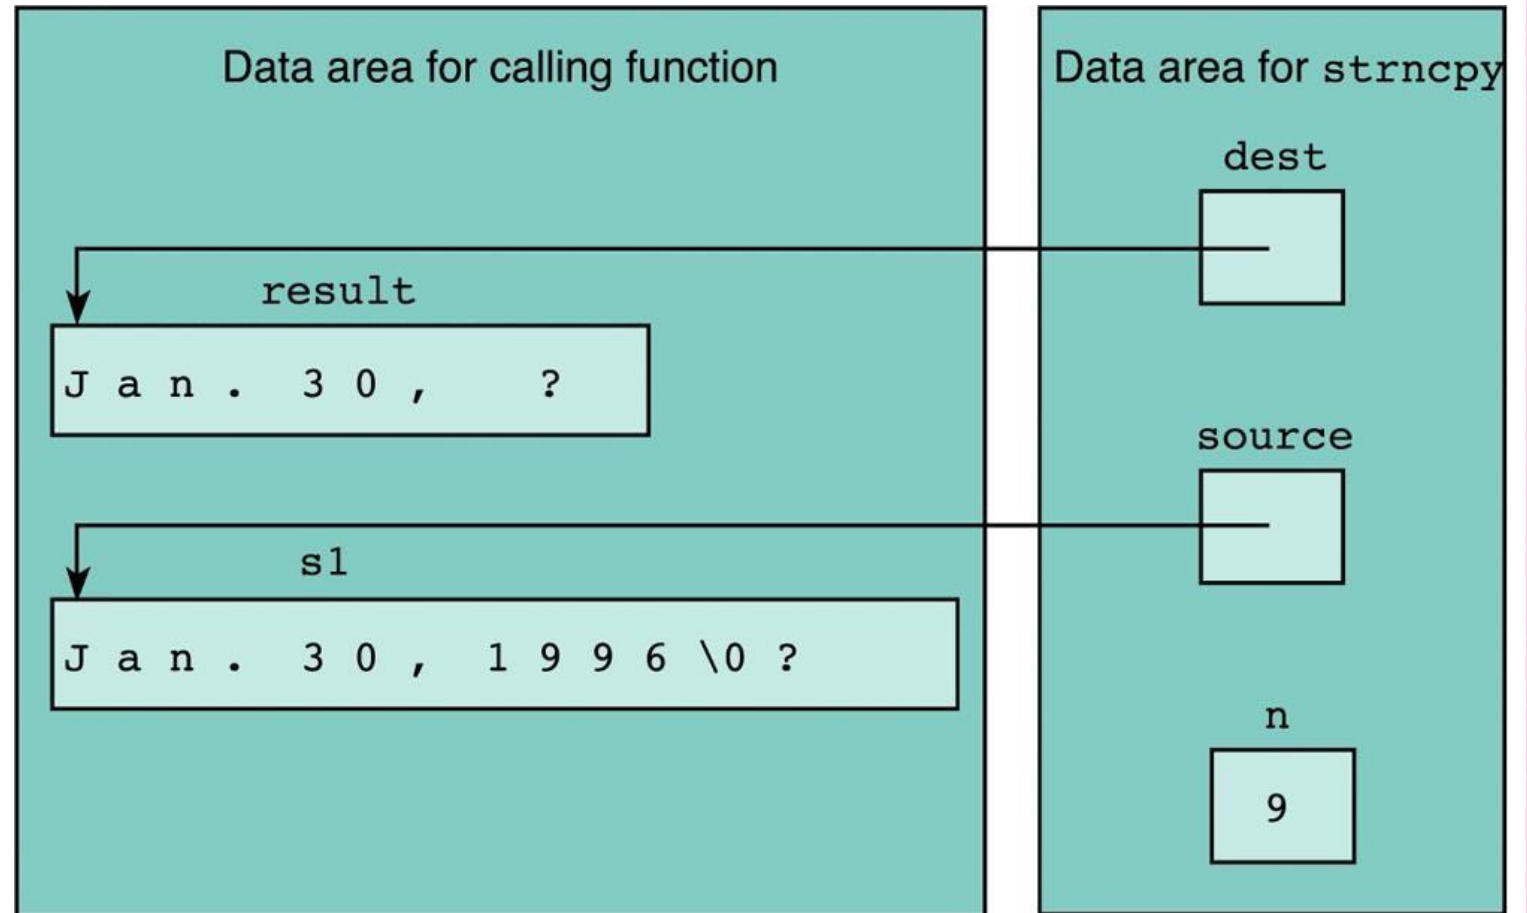 Data area for calling function
result
J a n .  3 0 ,   ?
s1
J a n .  3 0 ,  1 9 9 6 \0 ?
Data area for strncpy
dest
source
n
9